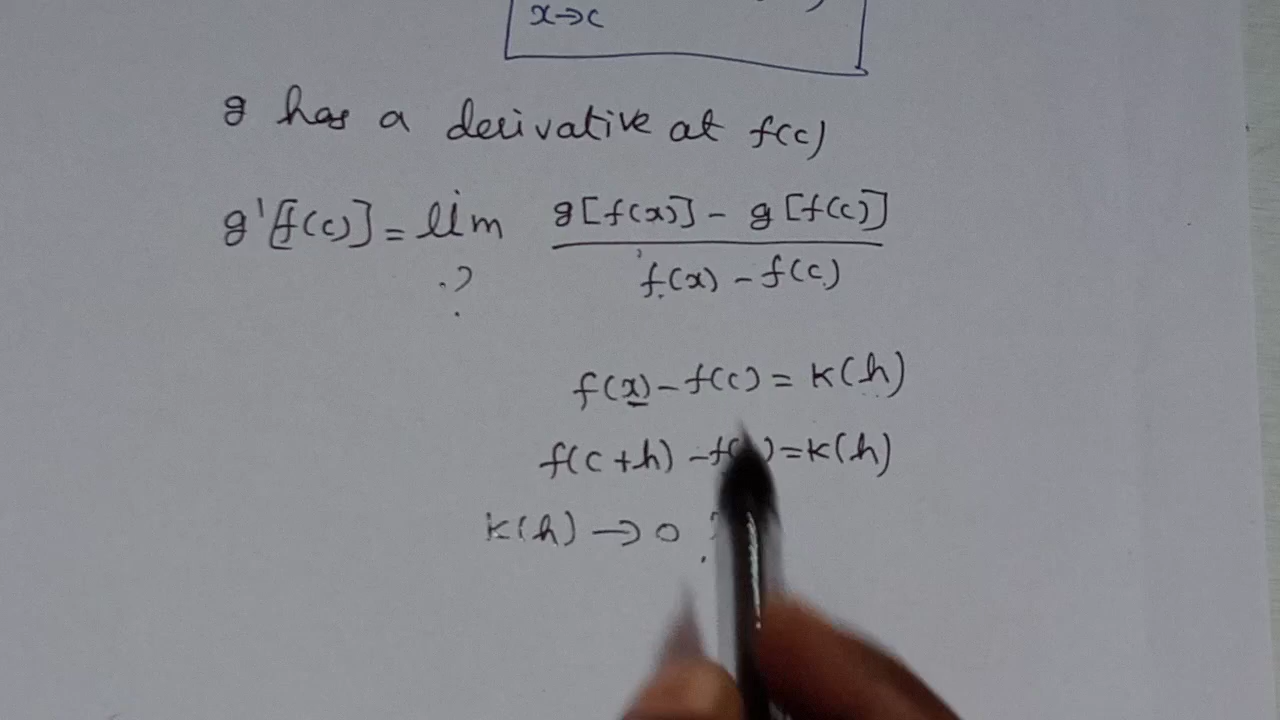 x→c
g has a derivative at f(c)
g'[f(c)] = lim g[f(x)] - g[f(c)]
? f(x) - f(c)
f(x) - f(c) = k(h)
f(c+h) - f( ) = k(h)
k(h) → 0 ?